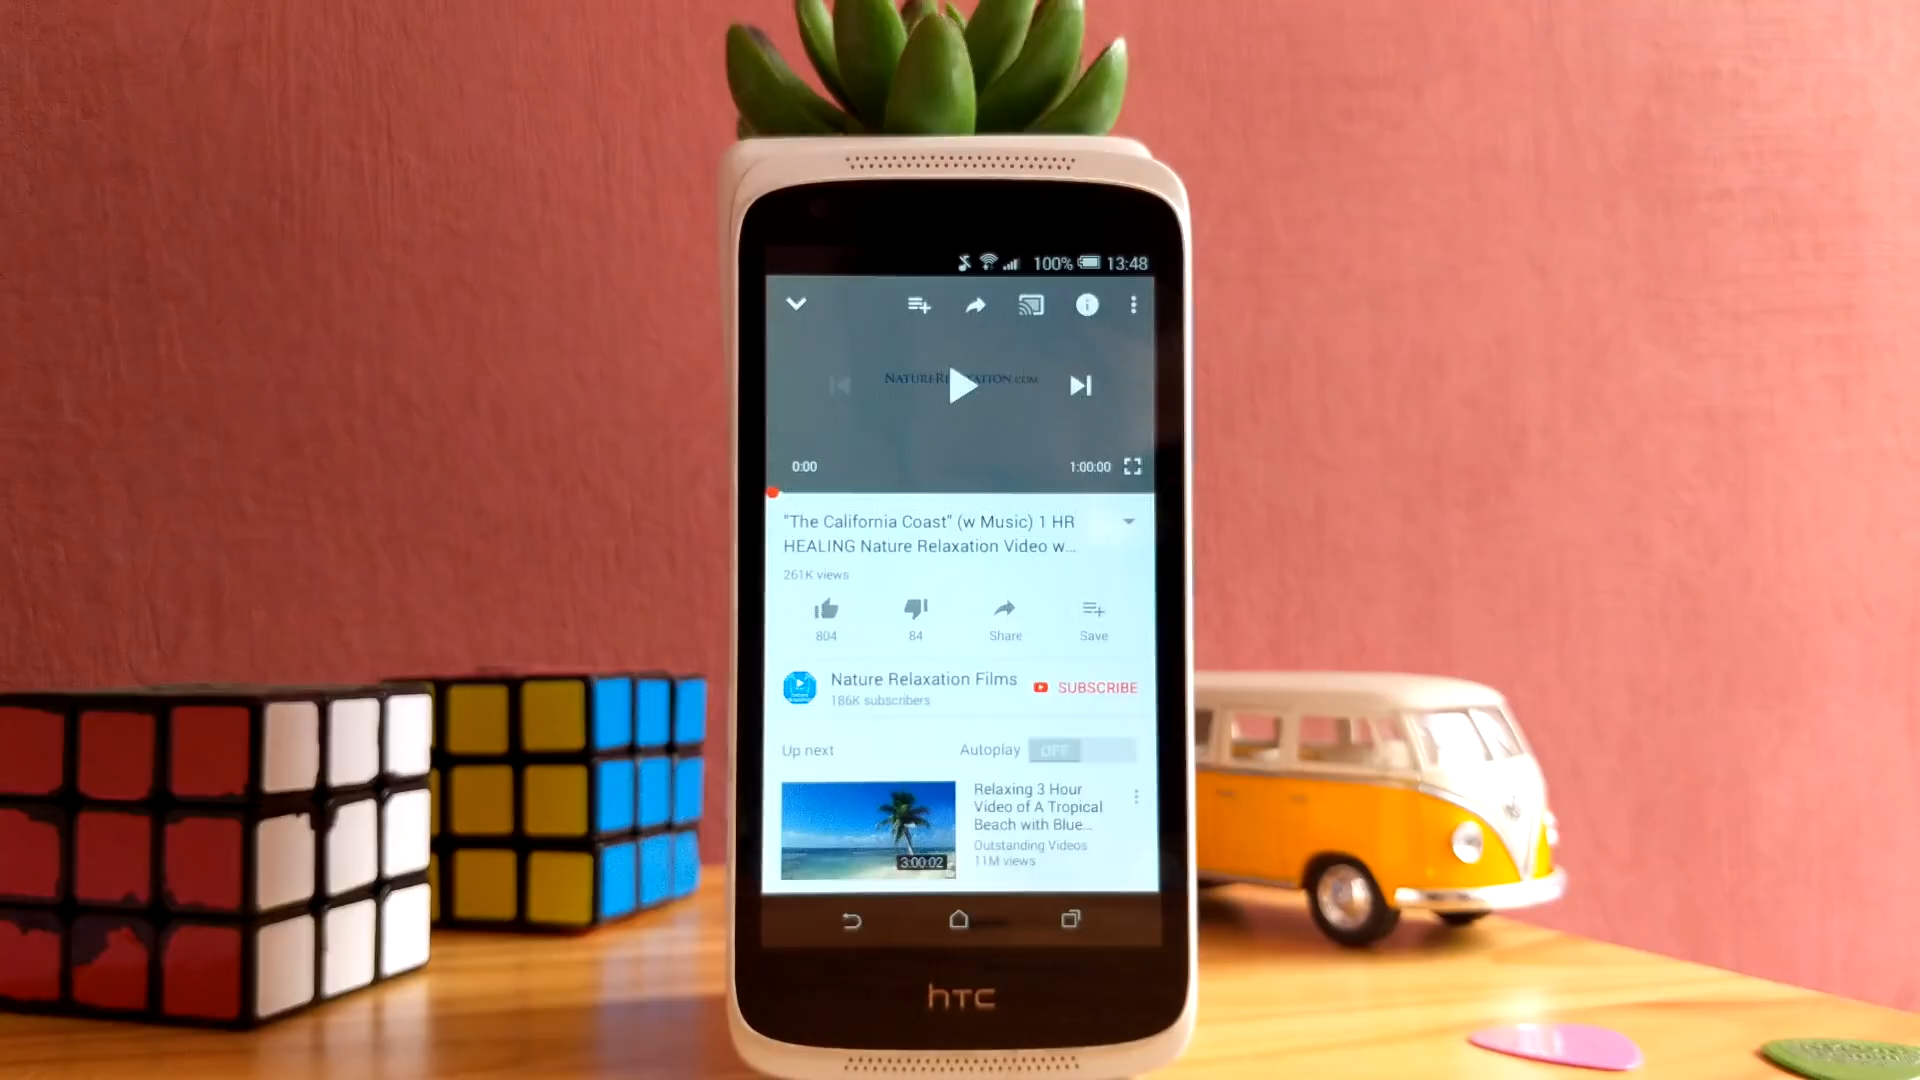 100% 13:48
NATURERELAXATION.COM
0:00 1:00:00
"The California Coast" (w Music) 1 HR
HEALING Nature Relaxation Video w...
261K views
804 84 Share Save
Nature Relaxation Films
186K subscribers
SUBSCRIBE
Up next Autoplay OFF
3:00:02
Relaxing 3 Hour
Video of A Tropical
Beach with Blue...
Outstanding Videos
11M views
hTC